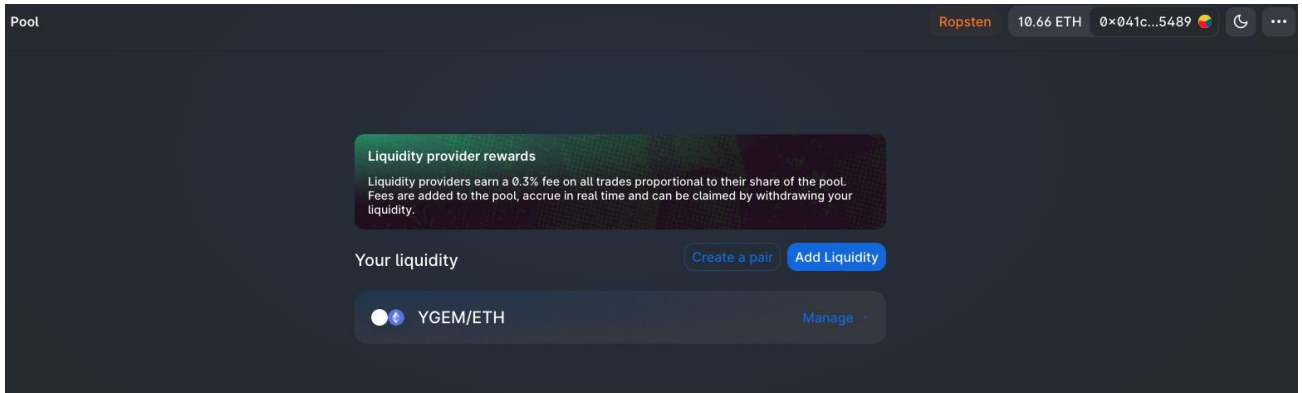 Pool
Ropsten 10.66 ETH 0×041c...5489 ...
Liquidity provider rewards
Liquidity providers earn a 0.3% fee on all trades proportional to their share of the pool.
Fees are added to the pool, accrue in real time and can be claimed by withdrawing your
liquidity.
Your liquidity Create a pair Add Liquidity
YGEM/ETH Manage